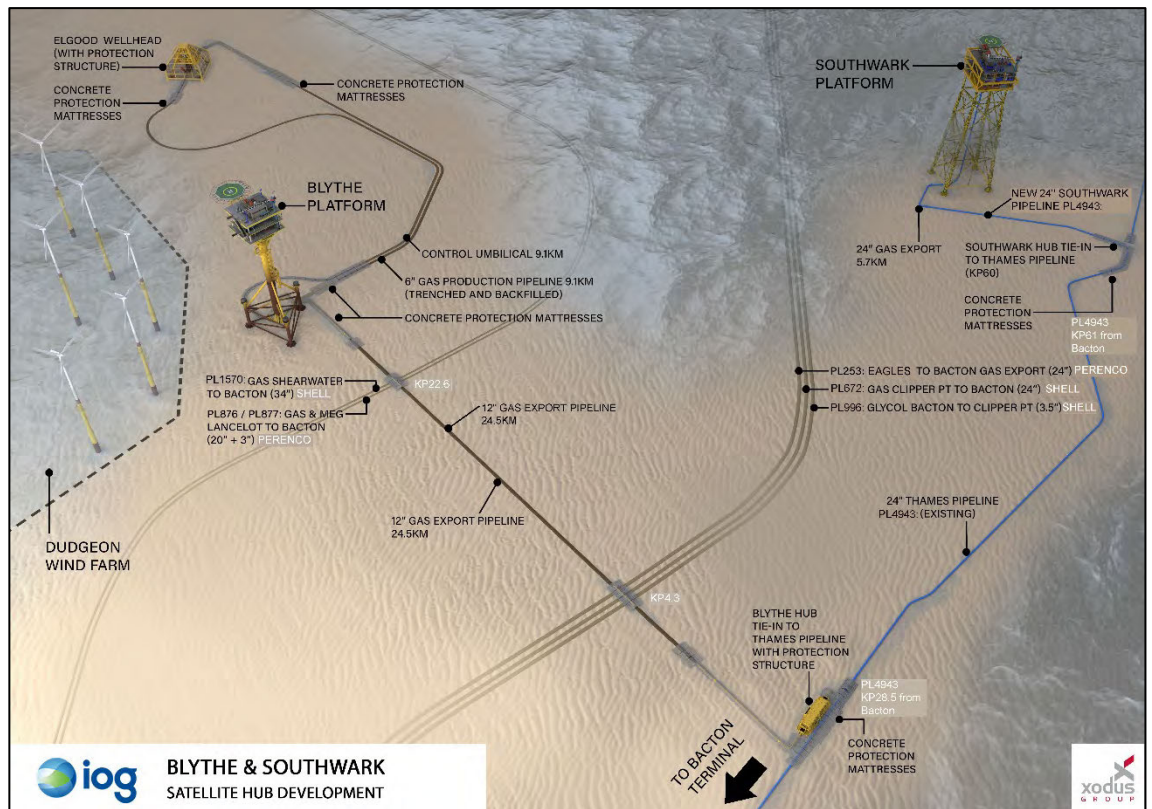 ELGOOD WELLHEAD
(WITH PROTECTION
STRUCTURE)
CONCRETE
PROTECTION
MATTRESSES
CONCRETE PROTECTION
MATTRESSES
BLYTHE
PLATFORM
SOUTHWARK
PLATFORM
NEW 24" SOUTHWARK
PIPELINE PL4943:
24" GAS EXPORT
5.7KM
SOUTHWARK HUB TIE-IN
TO THAMES PIPELINE
(KP60)
CONCRETE
PROTECTION
MATTRESSES
PL4943
KP61 from
Bacton
CONTROL UMBILICAL 9.1KM
6" GAS PRODUCTION PIPELINE 9.1KM
(TRENCHED AND BACKFILLED)
CONCRETE PROTECTION MATTRESSES
PL1570: GAS SHEARWATER
TO BACTON (34") SHELL
PL876 / PL877: GAS & MEG
LANCELOT TO BACTON
(20" + 3") PERENCO
KP22.6
12" GAS EXPORT PIPELINE
24.5KM
PL253: EAGLES TO BACTON GAS EXPORT (24") PERENCO
PL672: GAS CLIPPER PT TO BACTON (24") SHELL
PL996: GLYCOL BACTON TO CLIPPER PT (3.5") SHELL
12" GAS EXPORT PIPELINE
24.5KM
24" THAMES PIPELINE
PL4943: (EXISTING)
DUDGEON
WIND FARM
KP4.3
BLYTHE HUB
TIE-IN TO
THAMES PIPELINE
WITH PROTECTION
STRUCTURE
PL4943
KP28.5 from
Bacton
CONCRETE
PROTECTION
MATTRESSES
TO BACTON
TERMINAL
iog
BLYTHE & SOUTHWARK
SATELLITE HUB DEVELOPMENT
xodus
GROUP